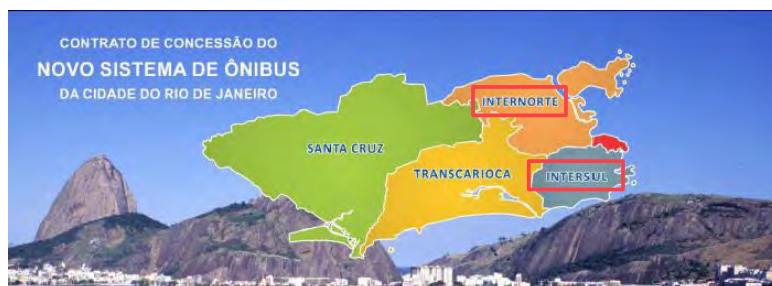 CONTRATO DE CONCESSÃO DO
NOVO SISTEMA DE ÔNIBUS
DA CIDADE DO RIO DE JANEIRO
INTERNORTE
SANTA CRUZ
TRANSCARIOCA
INTERSUL